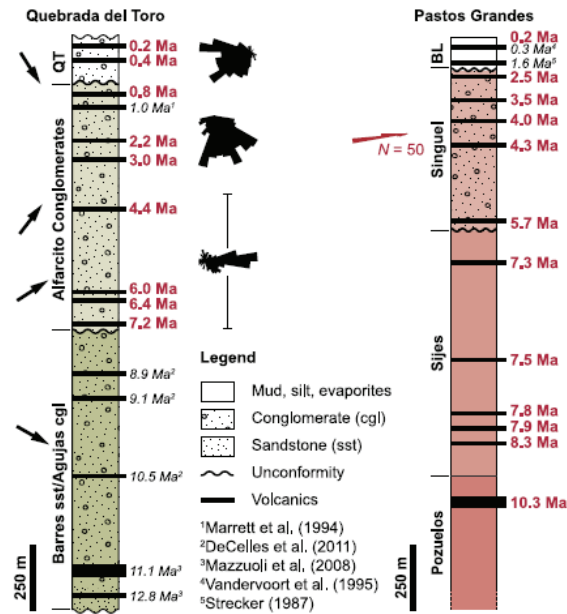 Quebrada del Toro
QT
0.2 Ma
0.4 Ma
Alfarcito Conglomerates
0.8 Ma
1.0 Ma¹
2.2 Ma
3.0 Ma
4.4 Ma
6.0 Ma
6.4 Ma
7.2 Ma
Barres sst/Agujas cgl
8.9 Ma²
9.1 Ma²
10.5 Ma²
11.1 Ma³
12.8 Ma³
250 m
N = 50
Legend
Mud, silt, evaporites
Conglomerate (cgl)
Sandstone (sst)
Unconformity
Volcanics
¹Marrett et al. (1994)
²DeCelles et al. (2011)
³Mazzuoli et al. (2008)
⁴Vandervoort et al. (1995)
⁵Strecker (1987)
Pastos Grandes
BL
0.2 Ma
0.3 Ma⁴
1.6 Ma⁵
Singuel
2.5 Ma
3.5 Ma
4.0 Ma
4.3 Ma
5.7 Ma
Sijes
7.3 Ma
7.5 Ma
7.8 Ma
7.9 Ma
8.3 Ma
Pozuelos
10.3 Ma
250 m